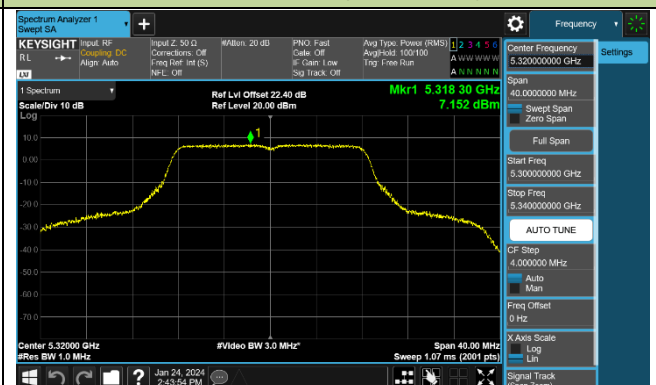 Spectrum Analyzer 1
Swept SA
+
Frequency
KEYSIGHT
RL
LXI
Input: RF
Coupling: DC
Align: Auto
Input Z: 50 Ω
Corrections: Off
Freq Ref: Int (S)
NFE: Off
#Atten: 20 dB
PNO: Fast
Gate: Off
IF Gain: Low
Sig Track: Off
Avg Type: Power (RMS)
Avg|Hold: 100/100
Trig: Free Run
1 2 3 4 5 6
A W W W W W
A N N N N N
Center Frequency
5.320000000 GHz
Settings
1 Spectrum
Scale/Div 10 dB
Log
Ref Lvl Offset 22.40 dB
Ref Level 20.00 dBm
Mkr1 5.318 30 GHz
7.152 dBm
Span
40.0000000 MHz
Swept Span
Zero Span
Full Span
Start Freq
5.300000000 GHz
Stop Freq
5.340000000 GHz
AUTO TUNE
CF Step
4.000000 MHz
Auto
Man
Freq Offset
0 Hz
X Axis Scale
Log
Lin
Signal Track
(Span Zoom)
1
10.0
0.00
-10.0
-20.0
-30.0
-40.0
-50.0
-60.0
-70.0
Center 5.32000 GHz
#Res BW 1.0 MHz
#Video BW 3.0 MHz*
Span 40.00 MHz
Sweep 1.07 ms (2001 pts)
?
Jan 24, 2024
2:43:54 PM